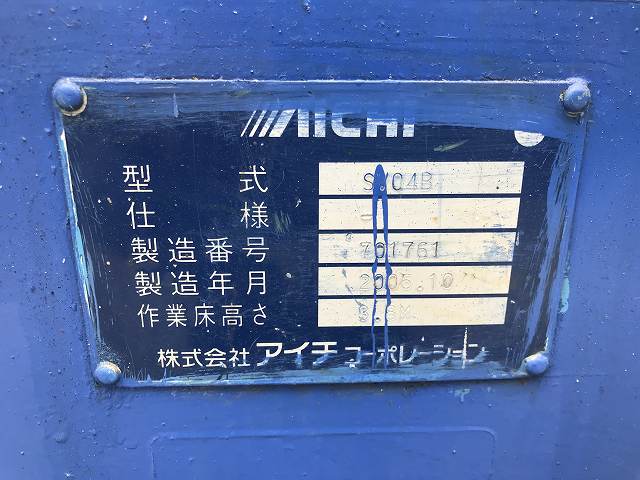 AICHI
型式
仕様 -
製造番号 701761
製造年月
作業床高さ
株式会社アイチコーポレーション